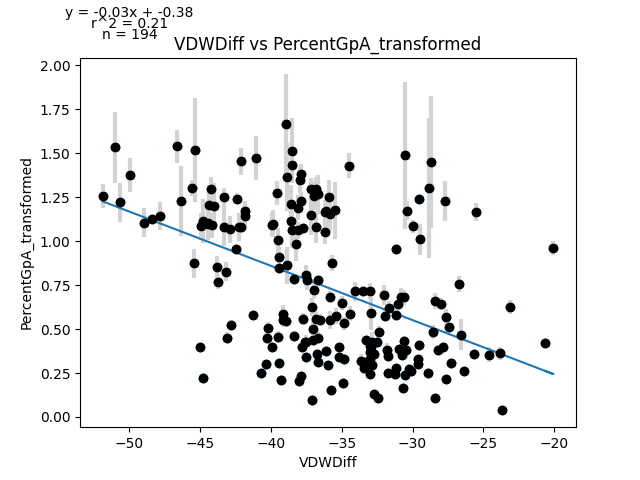 y = -0.03x + -0.38
r^2 = 0.21
n = 194
VDWDiff vs PercentGpA_transformed
2.00
1.75
1.50
1.25
1.00
0.75
0.50
0.25
0.00
PercentGpA_transformed
−50 −45 −40 −35 −30 −25 −20
VDWDiff